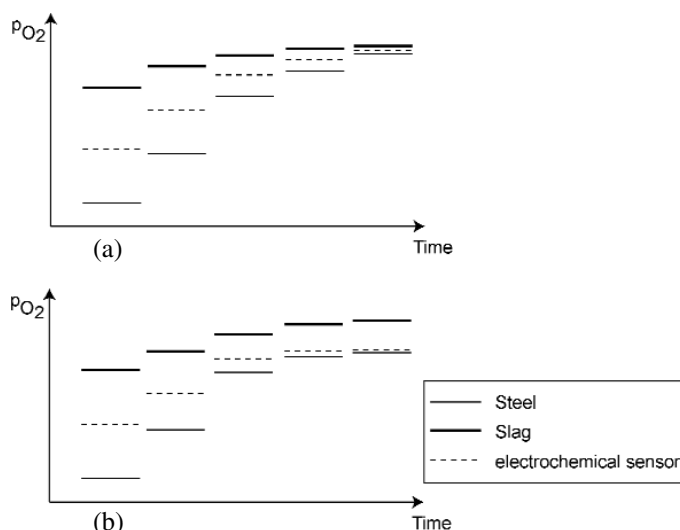 pO2
Time
(a)
pO2
Steel
Slag
electrochemical sensor
Time
(b)